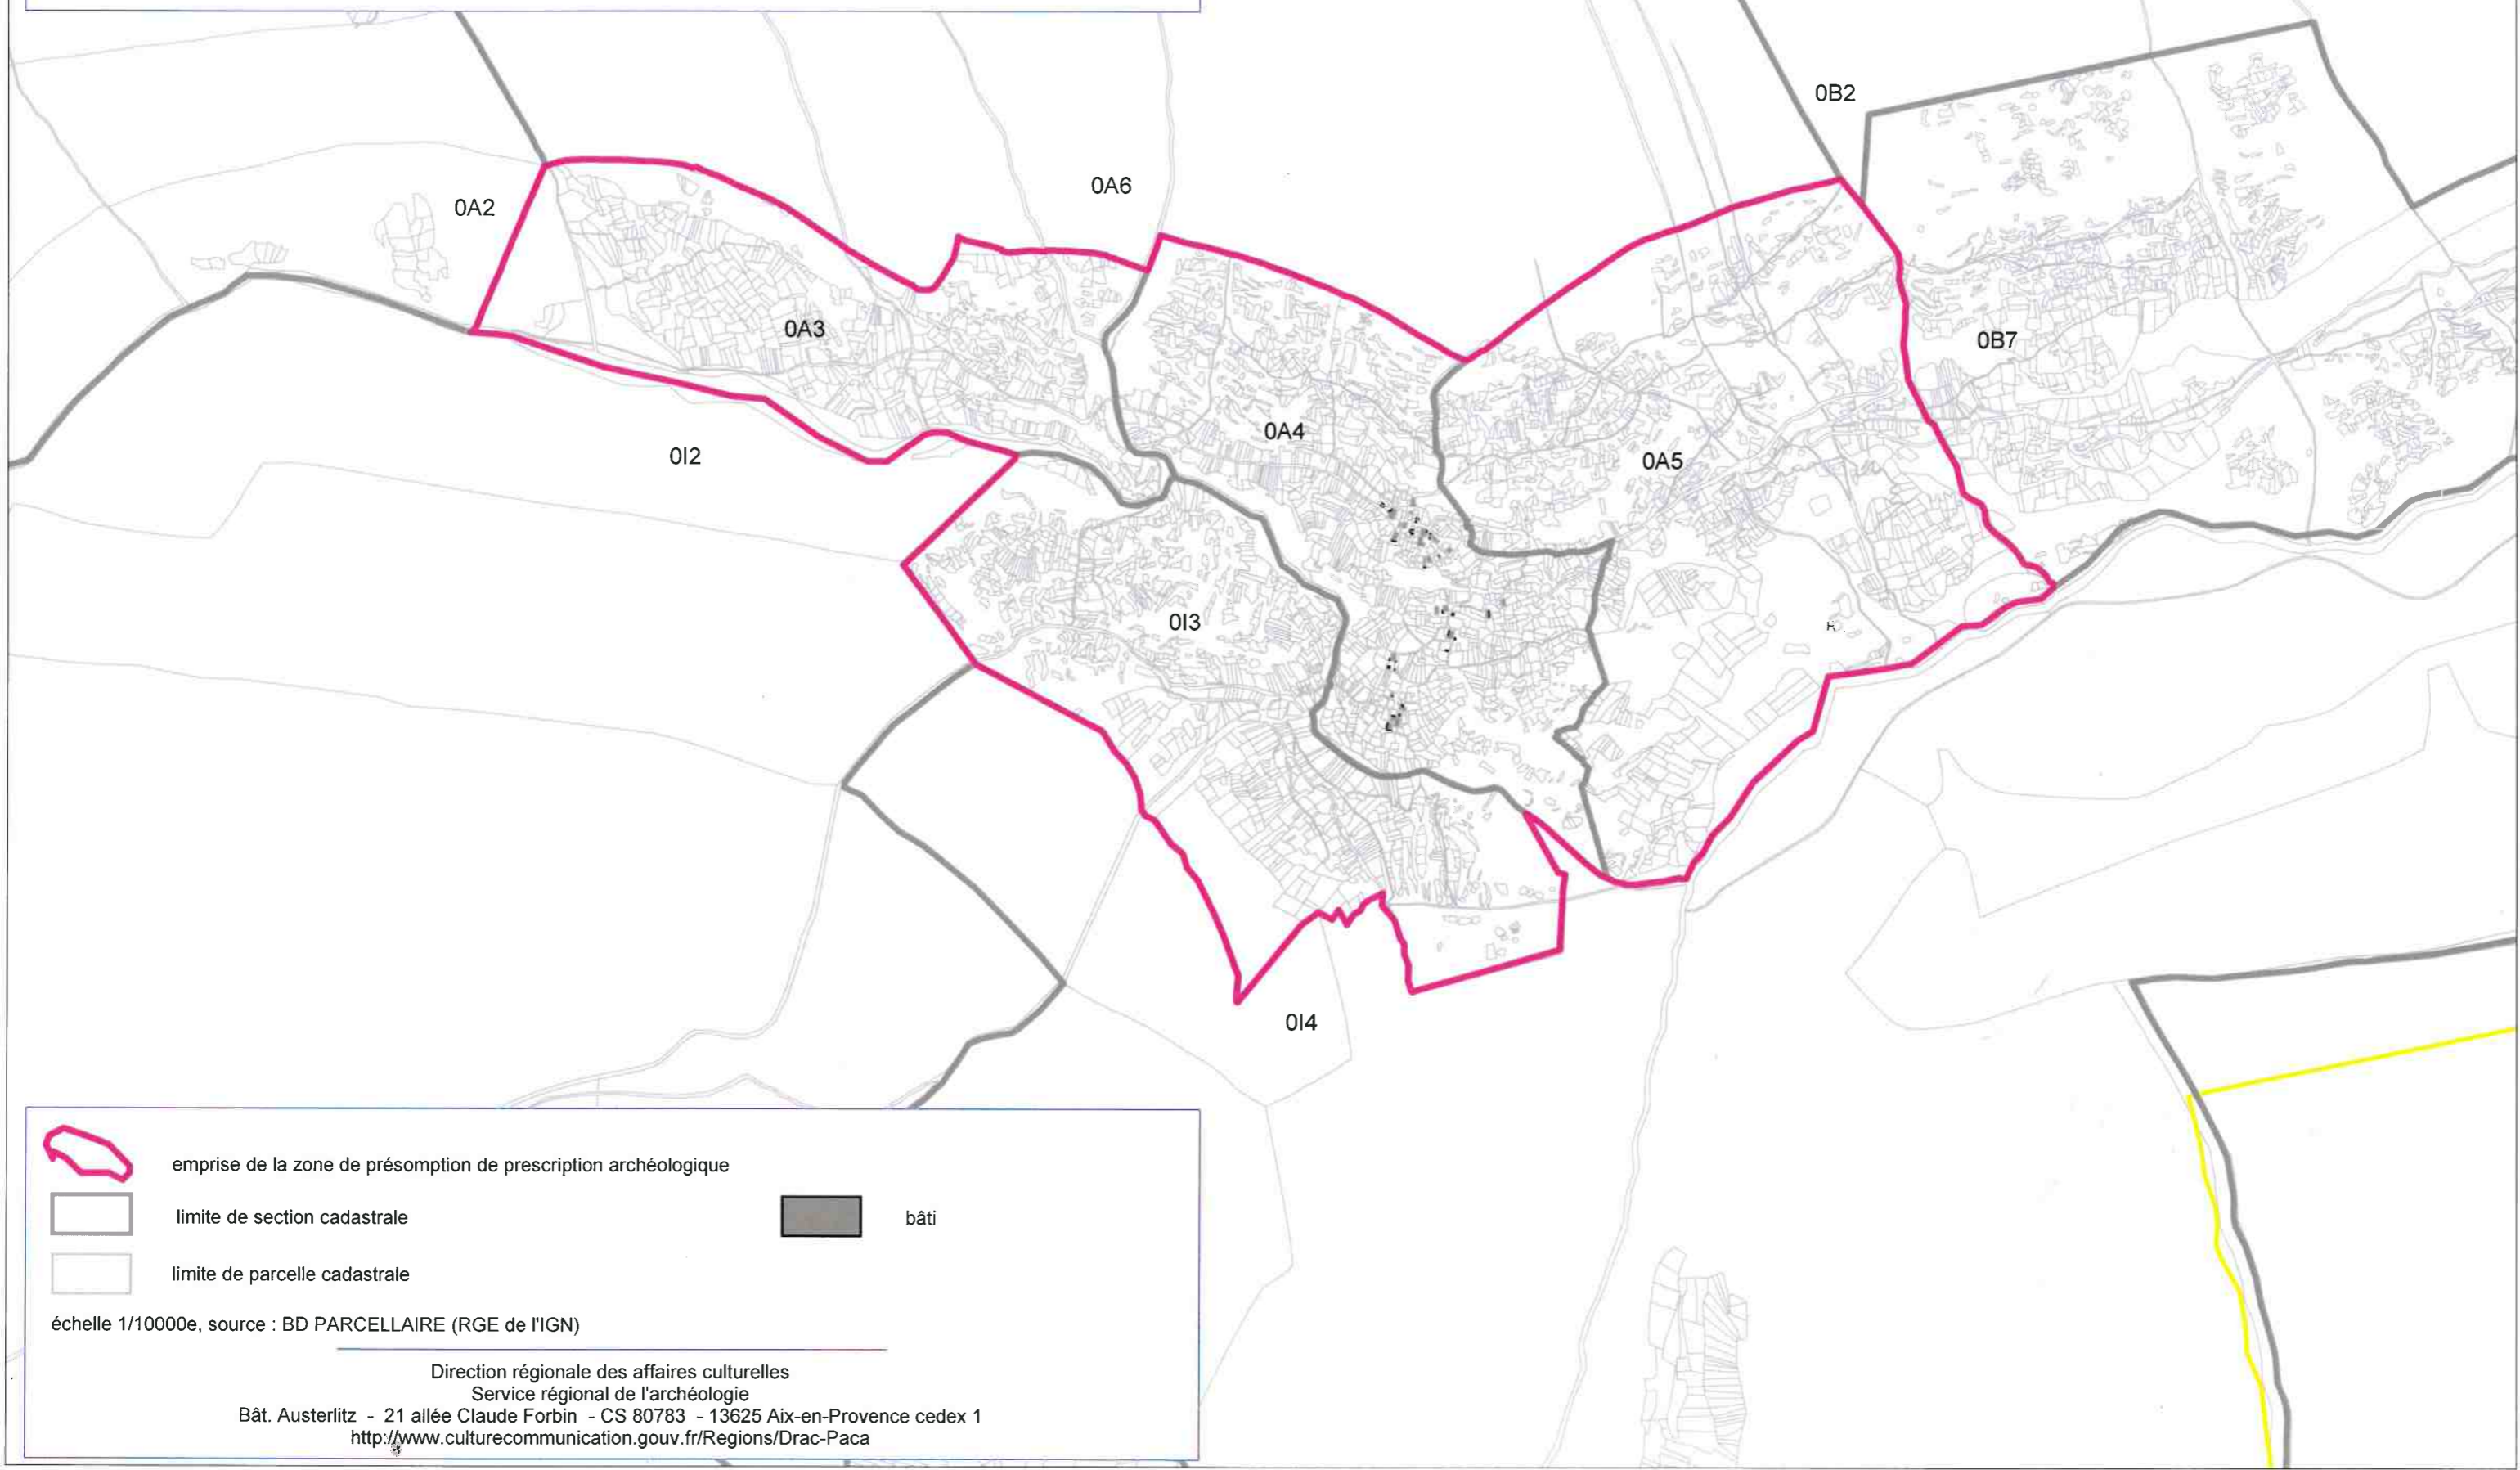 0B2
0A6
0A2
0A3
0B7
0A4
0I2
0A5
0I3
R
0I4
emprise de la zone de présomption de prescription archéologique
limite de section cadastrale
bâti
limite de parcelle cadastrale
échelle 1/10000e, source : BD PARCELLAIRE (RGE de l'IGN)
Direction régionale des affaires culturelles
Service régional de l'archéologie
Bât. Austerlitz - 21 allée Claude Forbin - CS 80783 - 13625 Aix-en-Provence cedex 1
http://www.culturecommunication.gouv.fr/Regions/Drac-Paca